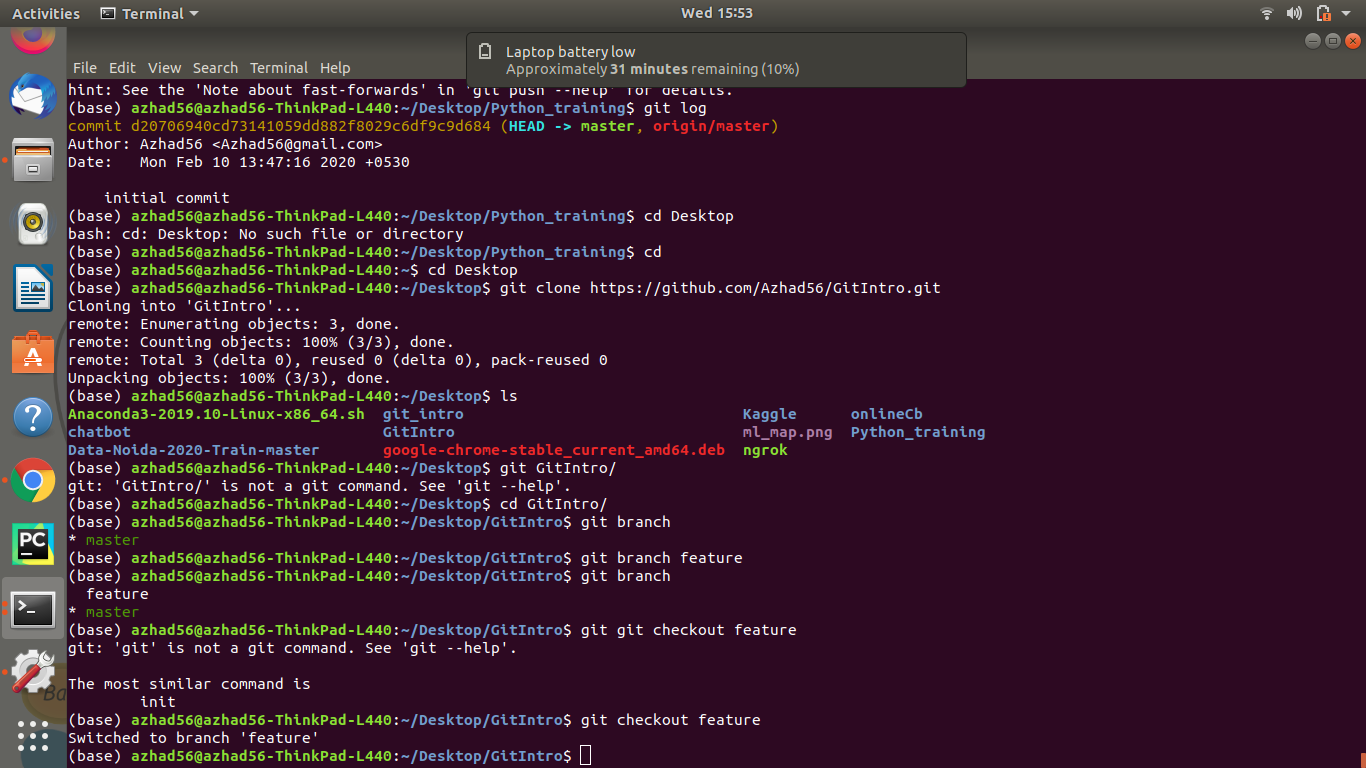 Activities Terminal Wed 15:53
Laptop battery low
Approximately 31 minutes remaining (10%)
File Edit View Search Terminal Help
hint: See the 'Note about fast-forwards' in 'git push --help' for details.
(base) azhad56@azhad56-ThinkPad-L440:~/Desktop/Python_training$ git log
commit d20706940cd73141059dd882f8029c6df9c9d684 (HEAD -> master, origin/master)
Author: Azhad56 <Azhad56@gmail.com>
Date:   Mon Feb 10 13:47:16 2020 +0530
    initial commit
(base) azhad56@azhad56-ThinkPad-L440:~/Desktop/Python_training$ cd Desktop
bash: cd: Desktop: No such file or directory
(base) azhad56@azhad56-ThinkPad-L440:~/Desktop/Python_training$ cd
(base) azhad56@azhad56-ThinkPad-L440:~$ cd Desktop
(base) azhad56@azhad56-ThinkPad-L440:~/Desktop$ git clone https://github.com/Azhad56/GitIntro.git
Cloning into 'GitIntro'...
remote: Enumerating objects: 3, done.
remote: Counting objects: 100% (3/3), done.
remote: Total 3 (delta 0), reused 0 (delta 0), pack-reused 0
Unpacking objects: 100% (3/3), done.
(base) azhad56@azhad56-ThinkPad-L440:~/Desktop$ ls
Anaconda3-2019.10-Linux-x86_64.sh  git_intro                               Kaggle      onlineCb
chatbot                            GitIntro                                ml_map.png  Python_training
Data-Noida-2020-Train-master       google-chrome-stable_current_amd64.deb  ngrok
(base) azhad56@azhad56-ThinkPad-L440:~/Desktop$ git GitIntro/
git: 'GitIntro/' is not a git command. See 'git --help'.
(base) azhad56@azhad56-ThinkPad-L440:~/Desktop$ cd GitIntro/
(base) azhad56@azhad56-ThinkPad-L440:~/Desktop/GitIntro$ git branch
* master
(base) azhad56@azhad56-ThinkPad-L440:~/Desktop/GitIntro$ git branch feature
(base) azhad56@azhad56-ThinkPad-L440:~/Desktop/GitIntro$ git branch
  feature
* master
(base) azhad56@azhad56-ThinkPad-L440:~/Desktop/GitIntro$ git git checkout feature
git: 'git' is not a git command. See 'git --help'.
The most similar command is
        init
(base) azhad56@azhad56-ThinkPad-L440:~/Desktop/GitIntro$ git checkout feature
Switched to branch 'feature'
(base) azhad56@azhad56-ThinkPad-L440:~/Desktop/GitIntro$
PC